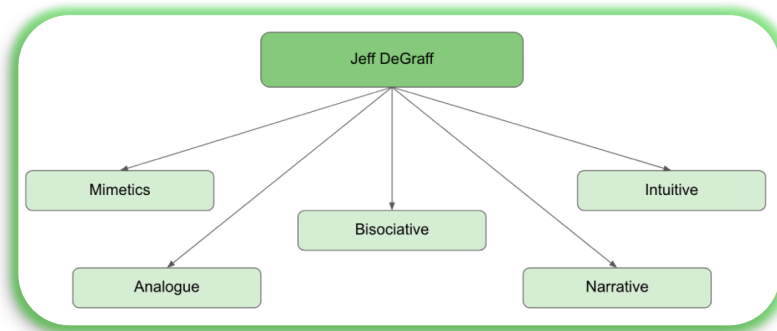 Jeff DeGraff
Mimetics
Intuitive
Bisociative
Analogue
Narrative